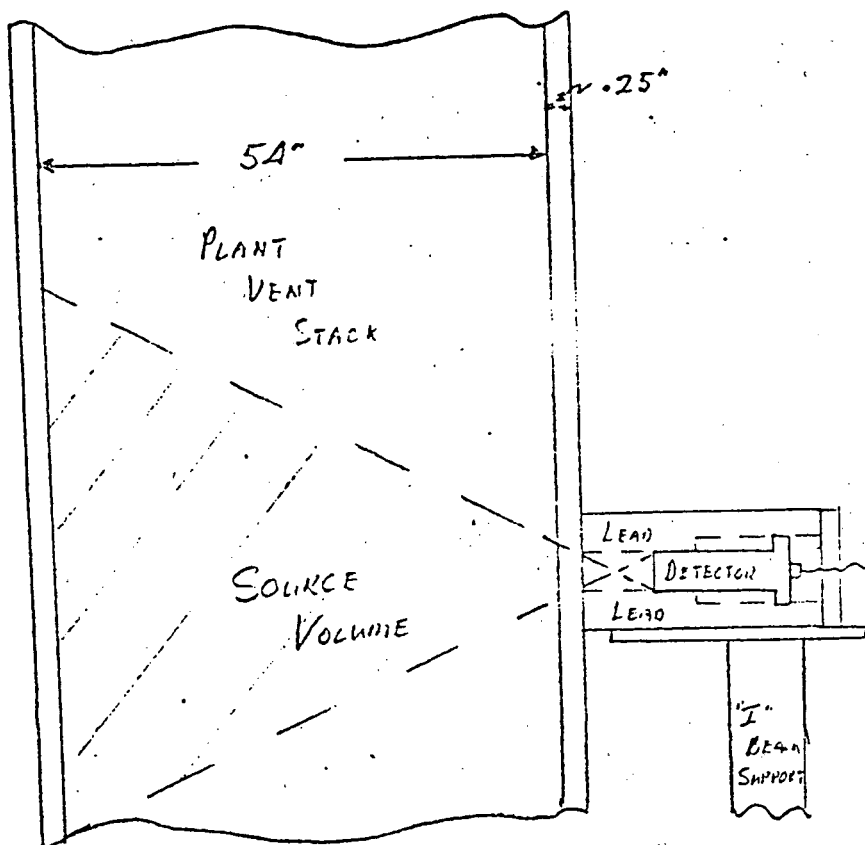 .25"
54"
PLANT
VENT
STACK
LEAD
DETECTOR
LEAD
SOURCE
VOLUME
"I"
BEAM
SUPPORT